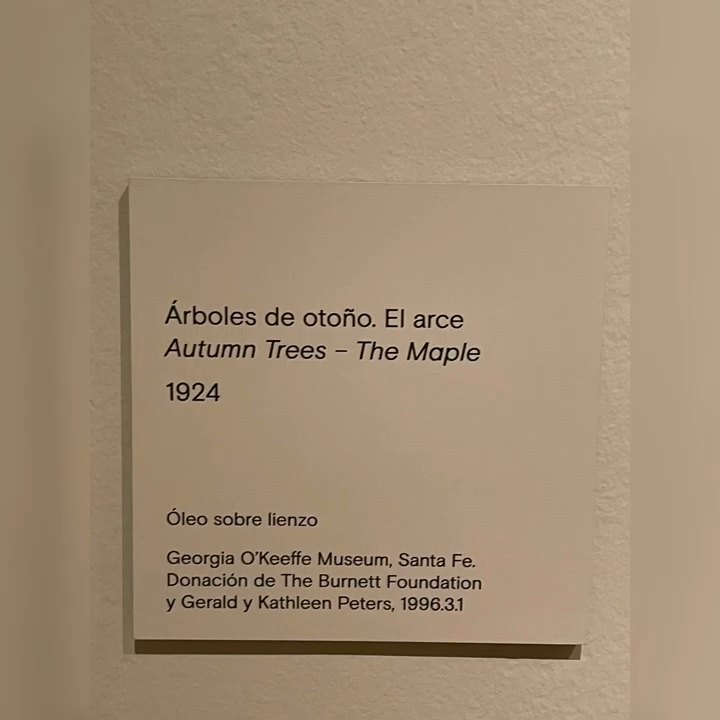 Árboles de otoño. El arce
Autumn Trees – The Maple
1924
Óleo sobre lienzo
Georgia O'Keeffe Museum, Santa Fe.
Donación de The Burnett Foundation
y Gerald y Kathleen Peters, 1996.3.1